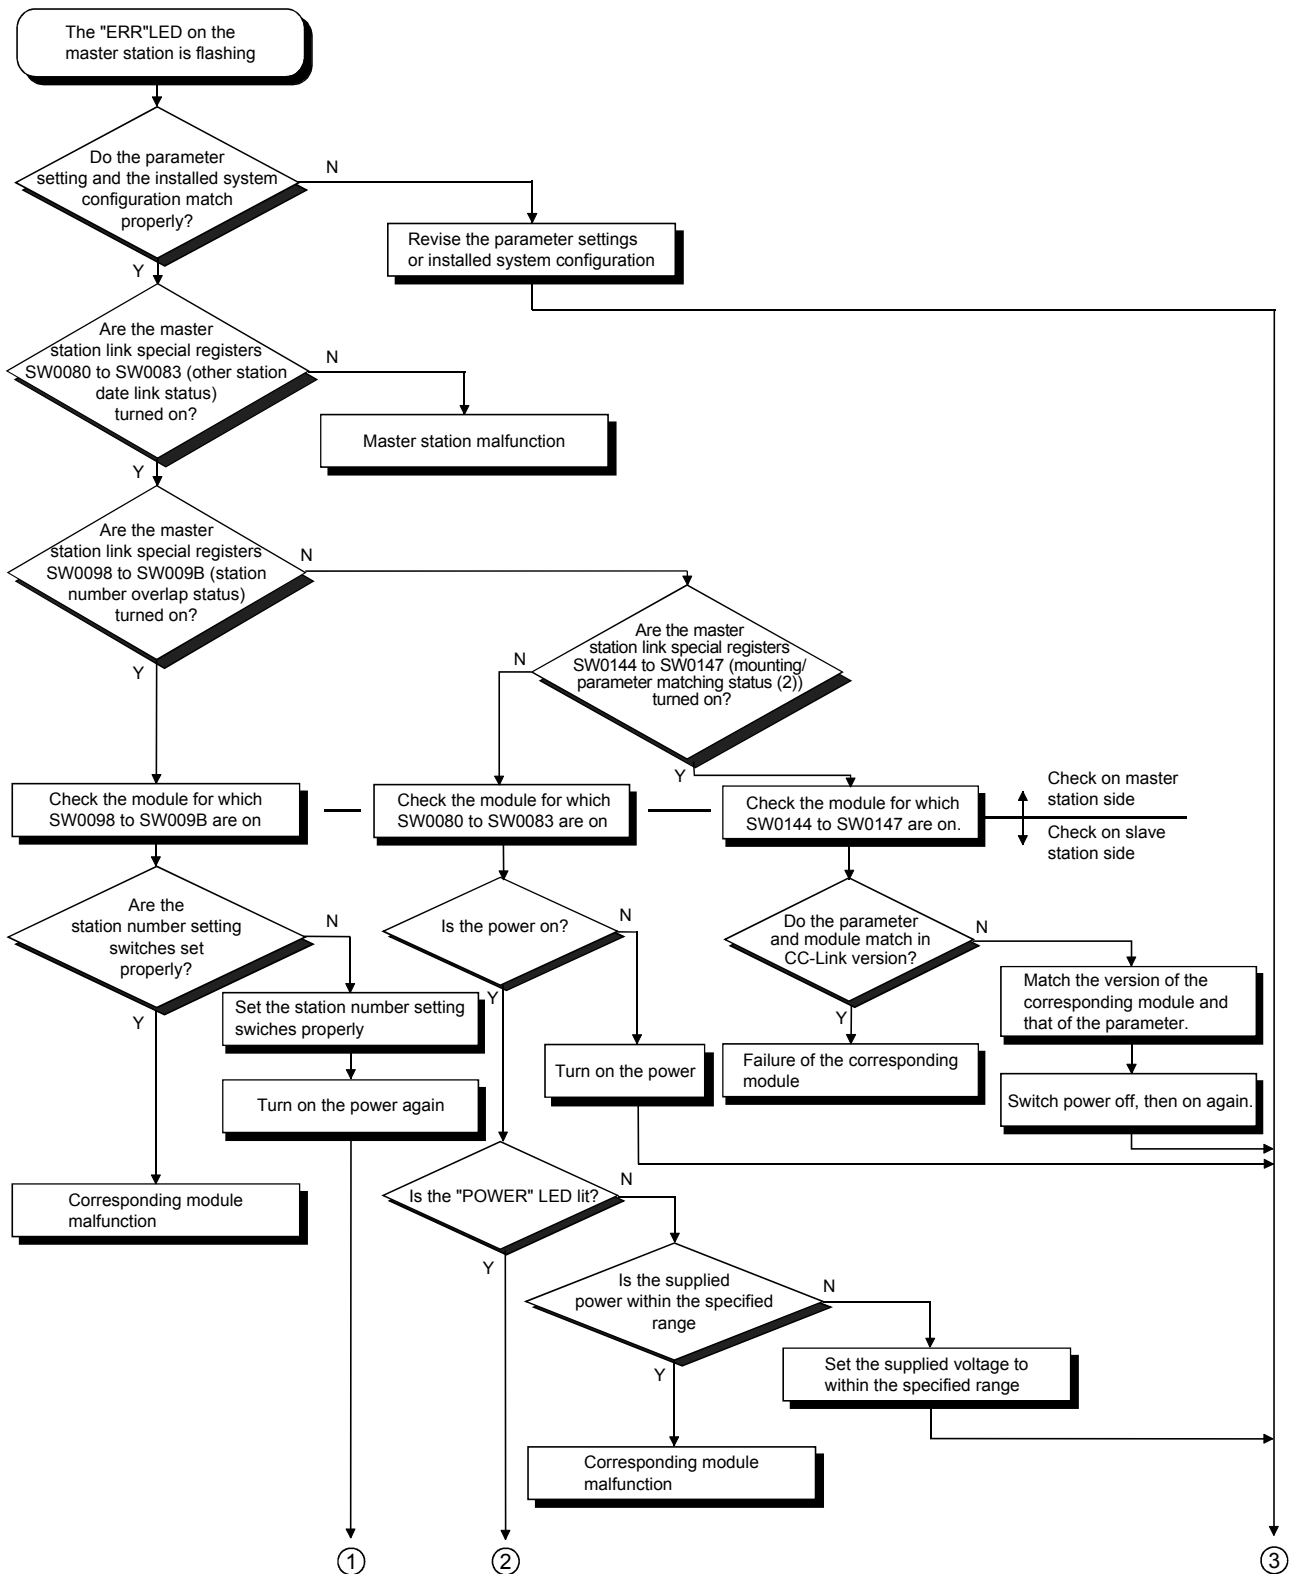 The "ERR"LED on the
master station is flashing
Do the parameter
setting and the installed system
configuration match
properly?
N
Y
Revise the parameter settings
or installed system configuration
Are the master
station link special registers
SW0080 to SW0083 (other station
date link status)
turned on?
N
Y
Master station malfunction
Are the master
station link special registers
SW0098 to SW009B (station
number overlap status)
turned on?
N
Y
Are the master
station link special registers
SW0144 to SW0147 (mounting/
parameter matching status (2))
turned on?
N
Y
Check the module for which
SW0098 to SW009B are on
Check the module for which
SW0080 to SW0083 are on
Check the module for which
SW0144 to SW0147 are on.
Check on master
station side
Check on slave
station side
Are the
station number setting
switches set
properly?
N
Y
Is the power on?
N
Y
Do the parameter
and module match in
CC-Link version?
N
Y
Set the station number setting
swiches properly
Turn on the power again
Turn on the power
Failure of the corresponding
module
Match the version of the
corresponding module and
that of the parameter.
Switch power off, then on again.
Corresponding module
malfunction
Is the "POWER" LED lit?
N
Y
Is the supplied
power within the specified
range
N
Y
Set the supplied voltage to
within the specified range
Corresponding module
malfunction
1
2
3